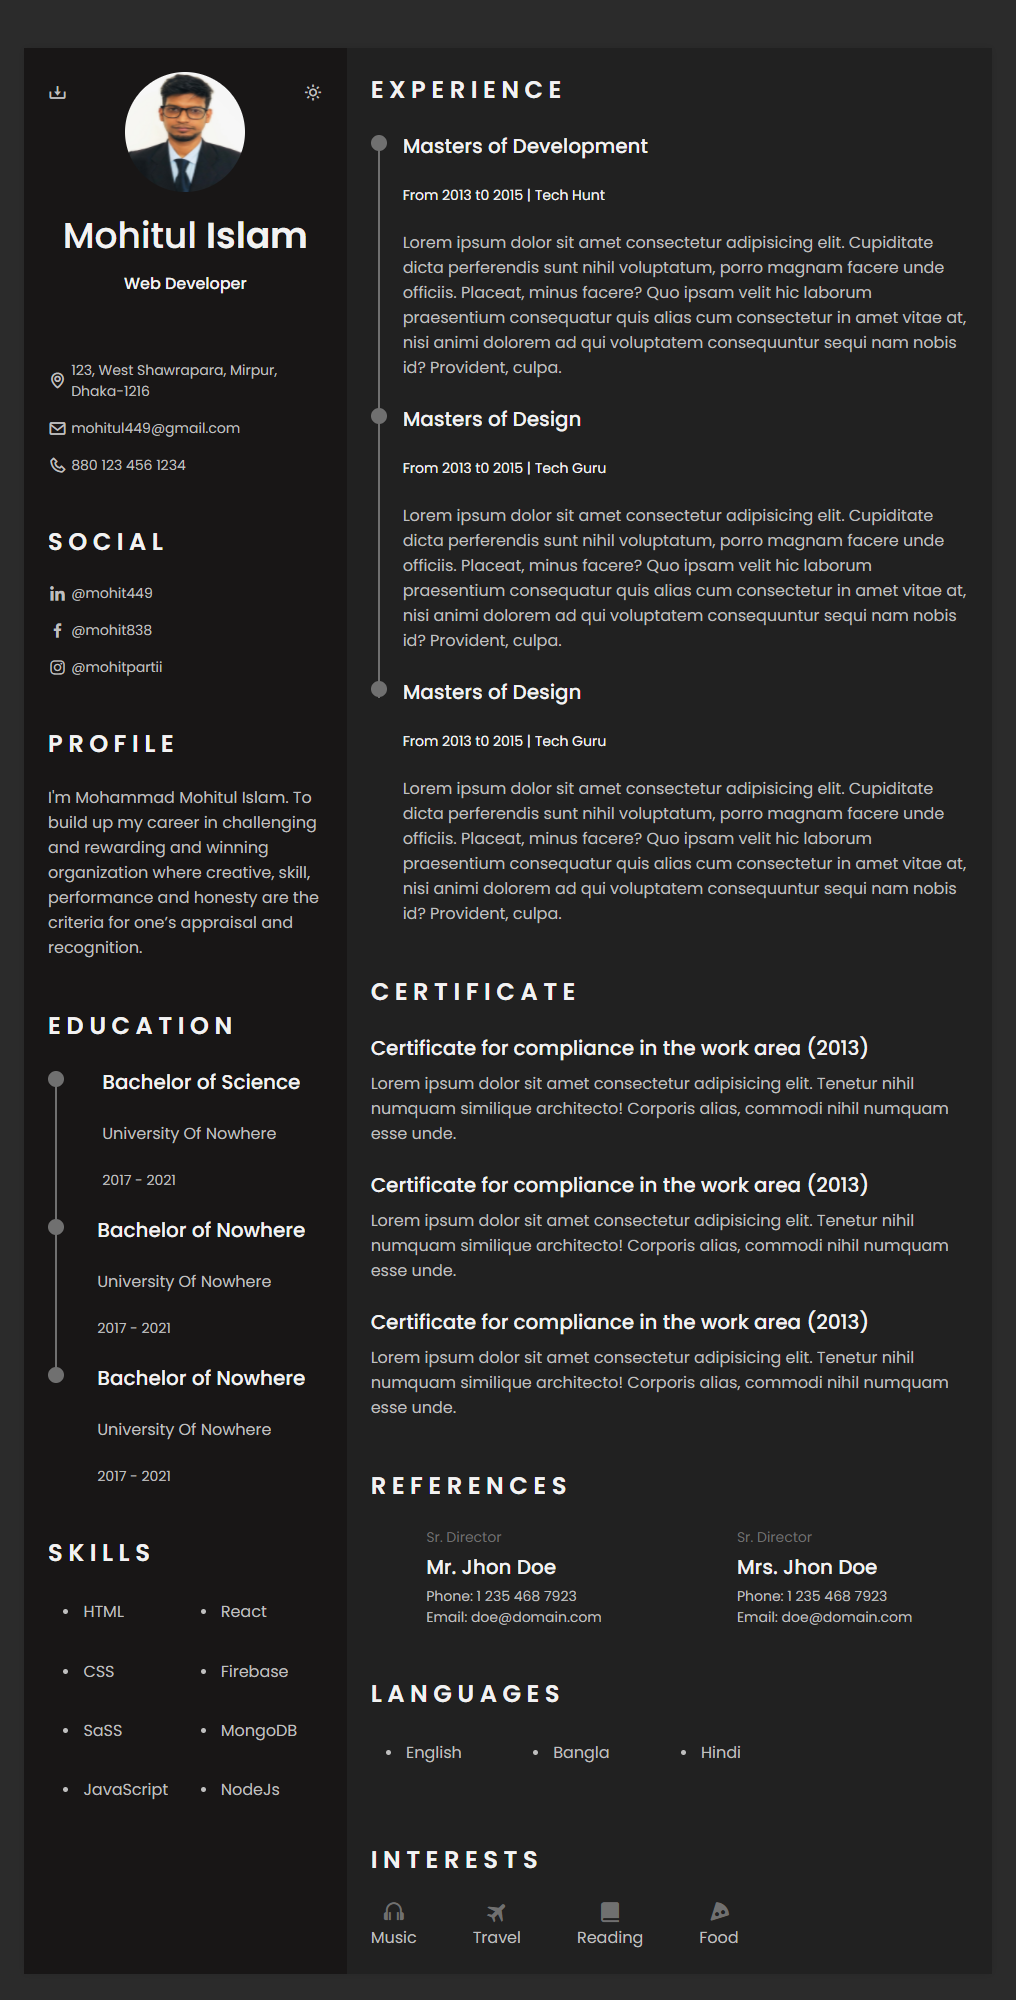 Mohitul Islam
Web Developer
123, West Shawrapara, Mirpur,
Dhaka-1216
mohitul449@gmail.com
880 123 456 1234
SOCIAL
@mohit449
@mohit838
@mohitpartii
PROFILE
I'm Mohammad Mohitul Islam. To
build up my career in challenging
and rewarding and winning
organization where creative, skill,
performance and honesty are the
criteria for one’s appraisal and
recognition.
EDUCATION
Bachelor of Science
University Of Nowhere
2017 - 2021
Bachelor of Nowhere
University Of Nowhere
2017 - 2021
Bachelor of Nowhere
University Of Nowhere
2017 - 2021
SKILLS
• HTML • React
• CSS • Firebase
• SaSS • MongoDB
• JavaScript • NodeJs
EXPERIENCE
Masters of Development
From 2013 t0 2015 | Tech Hunt
Lorem ipsum dolor sit amet consectetur adipisicing elit. Cupiditate
dicta perferendis sunt nihil voluptatum, porro magnam facere unde
officiis. Placeat, minus facere? Quo ipsam velit hic laborum
praesentium consequatur quis alias cum consectetur in amet vitae at,
nisi animi dolorem ad qui voluptatem consequuntur sequi nam nobis
id? Provident, culpa.
Masters of Design
From 2013 t0 2015 | Tech Guru
Lorem ipsum dolor sit amet consectetur adipisicing elit. Cupiditate
dicta perferendis sunt nihil voluptatum, porro magnam facere unde
officiis. Placeat, minus facere? Quo ipsam velit hic laborum
praesentium consequatur quis alias cum consectetur in amet vitae at,
nisi animi dolorem ad qui voluptatem consequuntur sequi nam nobis
id? Provident, culpa.
Masters of Design
From 2013 t0 2015 | Tech Guru
Lorem ipsum dolor sit amet consectetur adipisicing elit. Cupiditate
dicta perferendis sunt nihil voluptatum, porro magnam facere unde
officiis. Placeat, minus facere? Quo ipsam velit hic laborum
praesentium consequatur quis alias cum consectetur in amet vitae at,
nisi animi dolorem ad qui voluptatem consequuntur sequi nam nobis
id? Provident, culpa.
CERTIFICATE
Certificate for compliance in the work area (2013)
Lorem ipsum dolor sit amet consectetur adipisicing elit. Tenetur nihil
numquam similique architecto! Corporis alias, commodi nihil numquam
esse unde.
Certificate for compliance in the work area (2013)
Lorem ipsum dolor sit amet consectetur adipisicing elit. Tenetur nihil
numquam similique architecto! Corporis alias, commodi nihil numquam
esse unde.
Certificate for compliance in the work area (2013)
Lorem ipsum dolor sit amet consectetur adipisicing elit. Tenetur nihil
numquam similique architecto! Corporis alias, commodi nihil numquam
esse unde.
REFERENCES
Sr. Director
Mr. Jhon Doe
Phone: 1 235 468 7923
Email: doe@domain.com
Sr. Director
Mrs. Jhon Doe
Phone: 1 235 468 7923
Email: doe@domain.com
LANGUAGES
• English • Bangla • Hindi
INTERESTS
Music Travel Reading Food